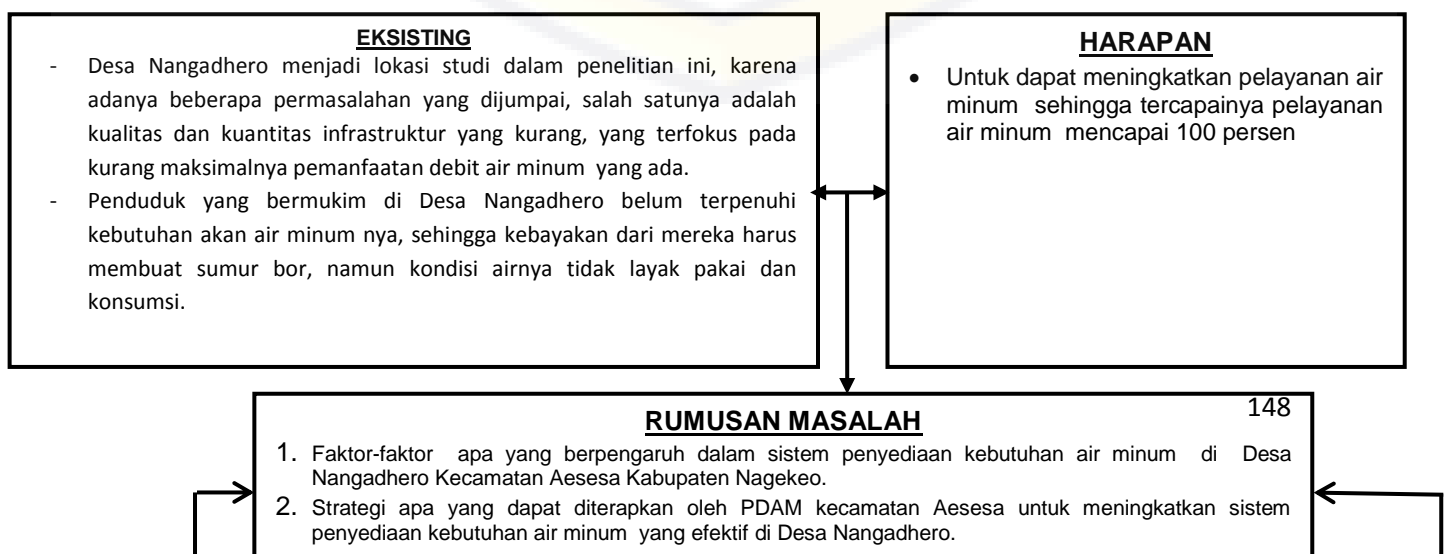 EKSISTING
- Desa Nangadhero menjadi lokasi studi dalam penelitian ini, karena
adanya beberapa permasalahan yang dijumpai, salah satunya adalah
kualitas dan kuantitas infrastruktur yang kurang, yang terfokus pada
kurang maksimalnya pemanfaatan debit air minum yang ada.
- Penduduk yang bermukim di Desa Nangadhero belum terpenuhi
kebutuhan akan air minum nya, sehingga kebayakan dari mereka harus
membuat sumur bor, namun kondisi airnya tidak layak pakai dan
konsumsi.
HARAPAN
• Untuk dapat meningkatkan pelayanan air
minum sehingga tercapainya pelayanan
air minum mencapai 100 persen
148
RUMUSAN MASALAH
1. Faktor-faktor apa yang berpengaruh dalam sistem penyediaan kebutuhan air minum di Desa
Nangadhero Kecamatan Aesesa Kabupaten Nagekeo.
2. Strategi apa yang dapat diterapkan oleh PDAM kecamatan Aesesa untuk meningkatkan sistem
penyediaan kebutuhan air minum yang efektif di Desa Nangadhero.